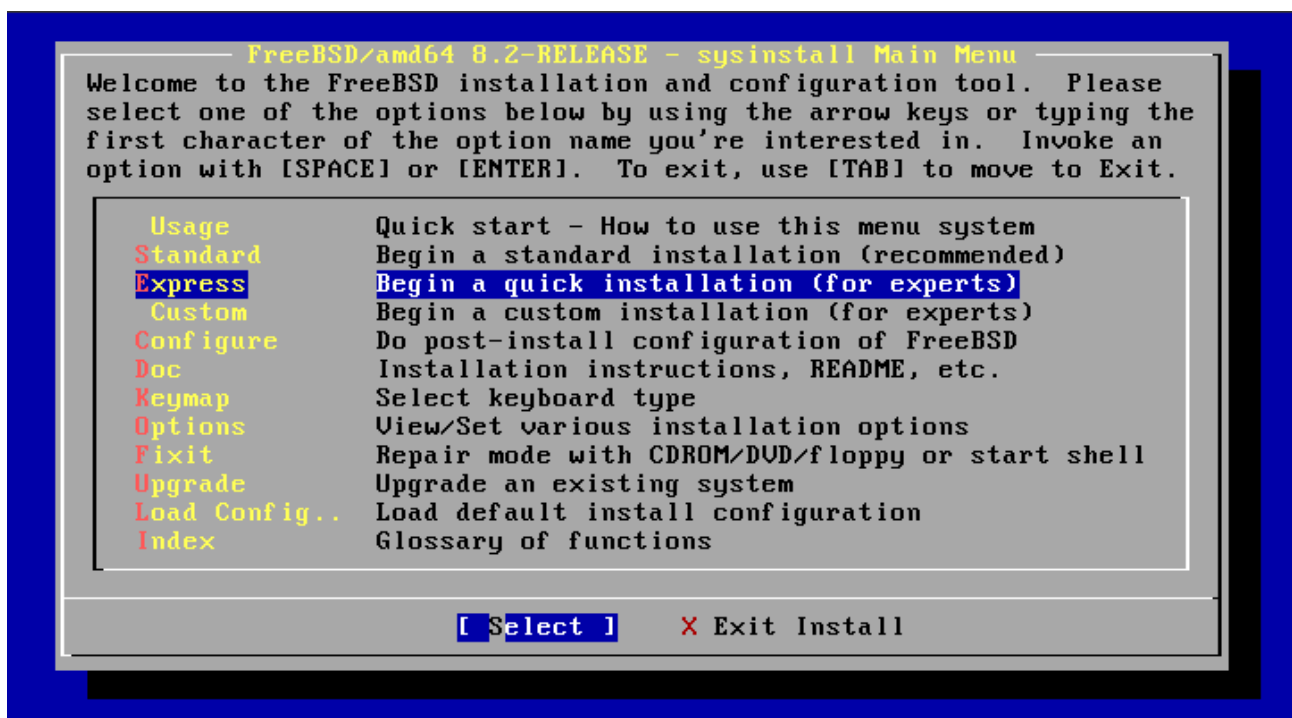 FreeBSD/amd64 8.2-RELEASE - sysinstall Main Menu
Welcome to the FreeBSD installation and configuration tool.  Please
select one of the options below by using the arrow keys or typing the
first character of the option name you're interested in.  Invoke an
option with [SPACE] or [ENTER].  To exit, use [TAB] to move to Exit.
Usage Quick start - How to use this menu system
Standard Begin a standard installation (recommended)
Express Begin a quick installation (for experts)
Custom Begin a custom installation (for experts)
Configure Do post-install configuration of FreeBSD
Doc Installation instructions, README, etc.
Keymap Select keyboard type
Options View/Set various installation options
Fixit Repair mode with CDROM/DVD/floppy or start shell
Upgrade Upgrade an existing system
Load Config.. Load default install configuration
Index Glossary of functions
[ Select ] X Exit Install